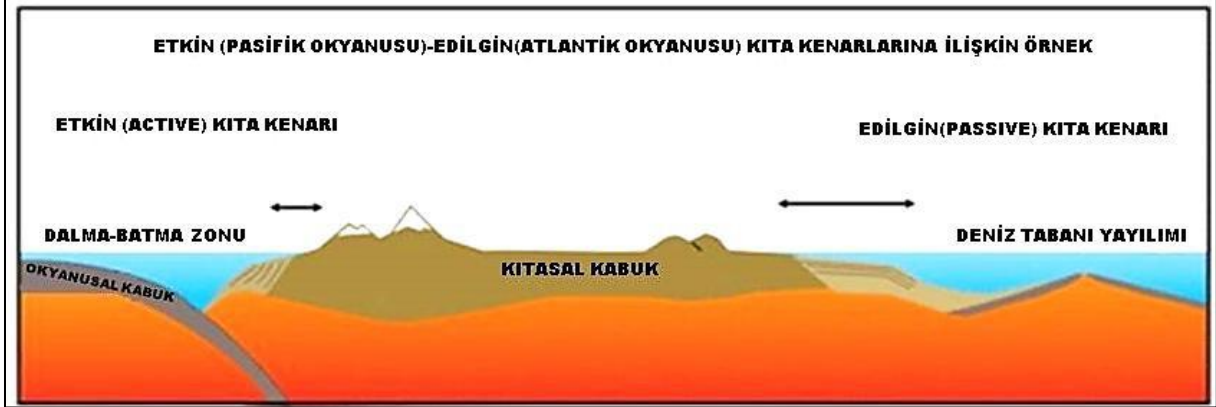 ETKİN (PASİFİK OKYANUSU)-EDİLGİN(ATLANTİK OKYANUSU) KITA KENARLARINA İLİŞKİN ÖRNEK
ETKİN (ACTIVE) KITA KENARI
EDİLGİN(PASSIVE) KITA KENARI
DALMA-BATMA ZONU
DENİZ TABANI YAYILIMI
OKYANUSAL KABUK
KITASAL KABUK